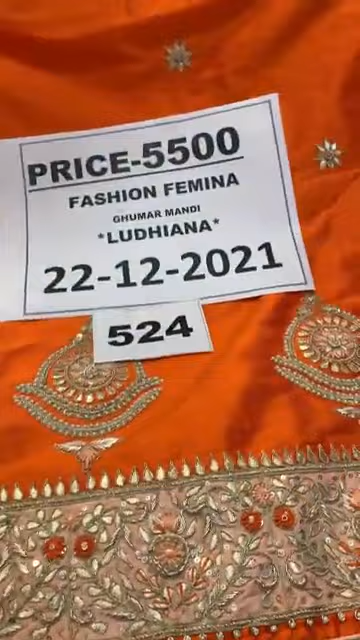 PRICE-5500
FASHION FEMINA
GHUMAR MANDI
*LUDHIANA*
22-12-2021
524